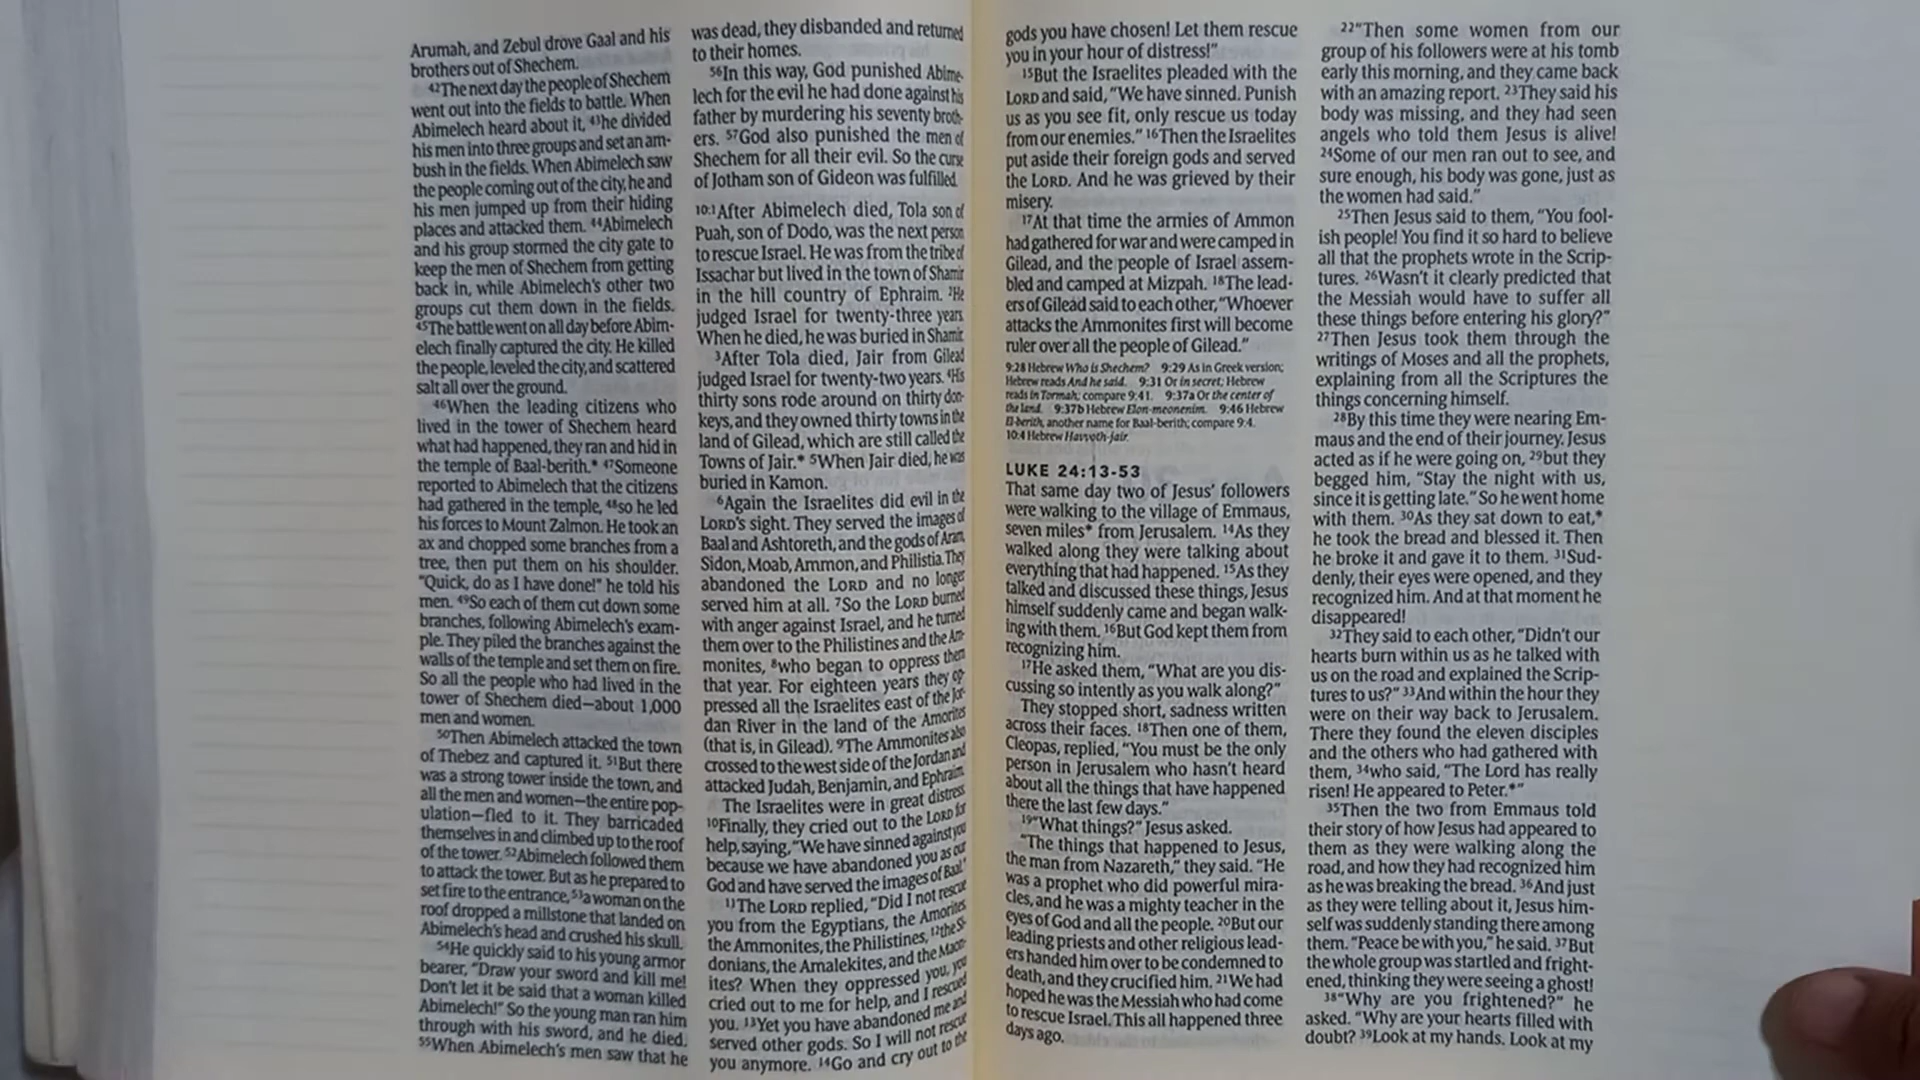 Arumah, and Zebul drove Gaal and his
brothers out of Shechem.
42The next day the people of Shechem
went out into the fields to battle. When
Abimelech heard about it, 43he divided
his men into three groups and set an am-
bush in the fields. When Abimelech saw
the people coming out of the city, he and
his men jumped up from their hiding
places and attacked them. 44Abimelech
and his group stormed the city gate to
keep the men of Shechem from getting
back in, while Abimelech's other two
groups cut them down in the fields.
45The battle went on all day before Abim-
elech finally captured the city. He killed
the people, leveled the city, and scattered
salt all over the ground.
46When the leading citizens who
lived in the tower of Shechem heard
what had happened, they ran and hid in
the temple of Baal-berith.* 47Someone
reported to Abimelech that the citizens
had gathered in the temple, 48so he led
his forces to Mount Zalmon. He took an
ax and chopped some branches from a
tree, then put them on his shoulder.
"Quick, do as I have done!" he told his
men. 49So each of them cut down some
branches, following Abimelech's exam-
ple. They piled the branches against the
walls of the temple and set them on fire.
So all the people who had lived in the
tower of Shechem died—about 1,000
men and women.
50Then Abimelech attacked the town
of Thebez and captured it. 51But there
was a strong tower inside the town, and
all the men and women—the entire pop-
ulation—fled to it. They barricaded
themselves in and climbed up to the roof
of the tower. 52Abimelech followed them
to attack the tower. But as he prepared to
set fire to the entrance, 53a woman on the
roof dropped a millstone that landed on
Abimelech's head and crushed his skull.
54He quickly said to his young armor
bearer, "Draw your sword and kill me!
Don't let it be said that a woman killed
Abimelech!" So the young man ran him
through with his sword, and he died.
55When Abimelech's men saw that he
was dead, they disbanded and returned
to their homes.
56In this way, God punished Abime-
lech for the evil he had done against his
father by murdering his seventy broth-
ers. 57God also punished the men of
Shechem for all their evil. So the curse
of Jotham son of Gideon was fulfilled.
10:1After Abimelech died, Tola son of
Puah, son of Dodo, was the next person
to rescue Israel. He was from the tribe of
Issachar but lived in the town of Shamir
in the hill country of Ephraim. 2He
judged Israel for twenty-three years.
When he died, he was buried in Shamir.
3After Tola died, Jair from Gilead
judged Israel for twenty-two years. 4His
thirty sons rode around on thirty don-
keys, and they owned thirty towns in the
land of Gilead, which are still called the
Towns of Jair.* 5When Jair died, he was
buried in Kamon.
6Again the Israelites did evil in the
LORD's sight. They served the images of
Baal and Ashtoreth, and the gods of Aram,
Sidon, Moab, Ammon, and Philistia. They
abandoned the LORD and no longer
served him at all. 7So the LORD burned
with anger against Israel, and he turned
them over to the Philistines and the Am-
monites, 8who began to oppress them
that year. For eighteen years they op-
pressed all the Israelites east of the Jor-
dan River in the land of the Amorites
(that is, in Gilead). 9The Ammonites also
crossed to the west side of the Jordan and
attacked Judah, Benjamin, and Ephraim.
The Israelites were in great distress
10Finally, they cried out to the LORD for
help, saying, "We have sinned against you
because we have abandoned you as our
God and have served the images of Baal."
11The LORD replied, "Did I not rescue
you from the Egyptians, the Amorites,
the Ammonites, the Philistines, 12the Si-
donians, the Amalekites, and the Maon-
ites? When they oppressed you, you
cried out to me for help, and I rescued
you. 13Yet you have abandoned me and
served other gods. So I will not rescue
you anymore. 14Go and cry out to the
gods you have chosen! Let them rescue
you in your hour of distress!"
15But the Israelites pleaded with the
LORD and said, "We have sinned. Punish
us as you see fit, only rescue us today
from our enemies." 16Then the Israelites
put aside their foreign gods and served
the LORD. And he was grieved by their
misery.
17At that time the armies of Ammon
had gathered for war and were camped in
Gilead, and the people of Israel assem-
bled and camped at Mizpah. 18The lead-
ers of Gilead said to each other, "Whoever
attacks the Ammonites first will become
ruler over all the people of Gilead."
9:28 Hebrew Who is Shechem? 9:29 As in Greek version;
Hebrew reads And he said. 9:31 Or in secret; Hebrew
reads in Tormah; compare 9:41. 9:37a Or the center of
the land. 9:37b Hebrew Elon-meonenim. 9:46 Hebrew
El-berith, another name for Baal-berith; compare 9:4.
10:4 Hebrew Havvoth-jair.
LUKE 24:13-53
That same day two of Jesus' followers
were walking to the village of Emmaus,
seven miles* from Jerusalem. 14As they
walked along they were talking about
everything that had happened. 15As they
talked and discussed these things, Jesus
himself suddenly came and began walk-
ing with them. 16But God kept them from
recognizing him.
17He asked them, "What are you dis-
cussing so intently as you walk along?"
They stopped short, sadness written
across their faces. 18Then one of them,
Cleopas, replied, "You must be the only
person in Jerusalem who hasn't heard
about all the things that have happened
there the last few days."
19"What things?" Jesus asked.
"The things that happened to Jesus,
the man from Nazareth," they said. "He
was a prophet who did powerful mira-
cles, and he was a mighty teacher in the
eyes of God and all the people. 20But our
leading priests and other religious lead-
ers handed him over to be condemned to
death, and they crucified him. 21We had
hoped he was the Messiah who had come
to rescue Israel. This all happened three
days ago.
22"Then some women from our
group of his followers were at his tomb
early this morning, and they came back
with an amazing report. 23They said his
body was missing, and they had seen
angels who told them Jesus is alive!
24Some of our men ran out to see, and
sure enough, his body was gone, just as
the women had said."
25Then Jesus said to them, "You fool-
ish people! You find it so hard to believe
all that the prophets wrote in the Scrip-
tures. 26Wasn't it clearly predicted that
the Messiah would have to suffer all
these things before entering his glory?"
27Then Jesus took them through the
writings of Moses and all the prophets,
explaining from all the Scriptures the
things concerning himself.
28By this time they were nearing Em-
maus and the end of their journey. Jesus
acted as if he were going on, 29but they
begged him, "Stay the night with us,
since it is getting late." So he went home
with them. 30As they sat down to eat,*
he took the bread and blessed it. Then
he broke it and gave it to them. 31Sud-
denly, their eyes were opened, and they
recognized him. And at that moment he
disappeared!
32They said to each other, "Didn't our
hearts burn within us as he talked with
us on the road and explained the Scrip-
tures to us?" 33And within the hour they
were on their way back to Jerusalem.
There they found the eleven disciples
and the others who had gathered with
them, 34who said, "The Lord has really
risen! He appeared to Peter.*"
35Then the two from Emmaus told
their story of how Jesus had appeared to
them as they were walking along the
road, and how they had recognized him
as he was breaking the bread. 36And just
as they were telling about it, Jesus him-
self was suddenly standing there among
them. "Peace be with you," he said. 37But
the whole group was startled and fright-
ened, thinking they were seeing a ghost!
38"Why are you frightened?" he
asked. "Why are your hearts filled with
doubt? 39Look at my hands. Look at my